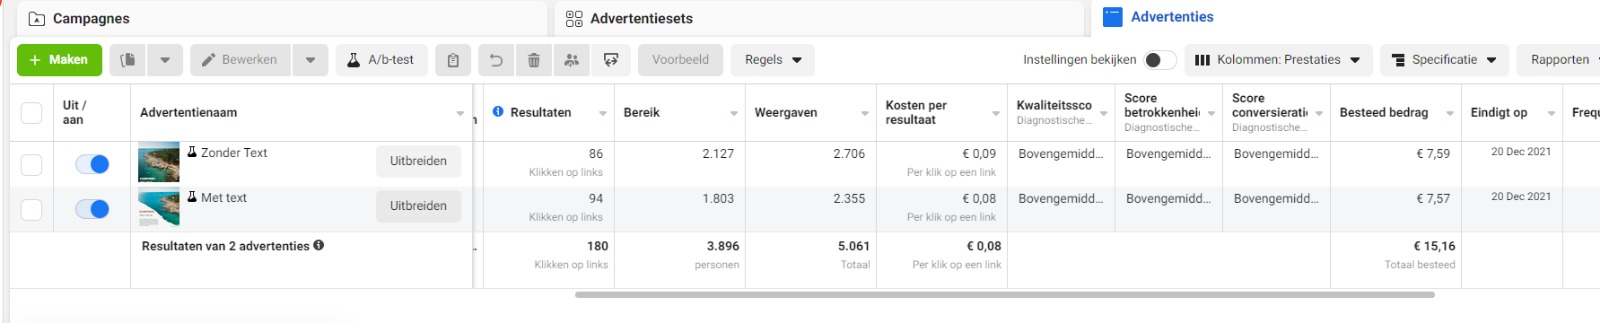 Campagnes
Advertentiesets
Advertenties
+ Maken
Bewerken
A/b-test
Voorbeeld
Regels
Instellingen bekijken
Kolommen: Prestaties
Specificatie
Rapporten
Uit / aan
Advertentienaam
Resultaten
Bereik
Weergaven
Kosten per resultaat
Kwaliteitssco
Diagnostische...
Score betrokkenhei
Diagnostische...
Score conversierati
Diagnostische...
Besteed bedrag
Eindigt op
Frequ
Zonder Text
Uitbreiden
86
Klikken op links
2.127
2.706
€ 0,09
Per klik op een link
Bovengemidd...
Bovengemidd...
Bovengemidd...
€ 7,59
20 Dec 2021
Met text
Uitbreiden
94
Klikken op links
1.803
2.355
€ 0,08
Per klik op een link
Bovengemidd...
Bovengemidd...
Bovengemidd...
€ 7,57
20 Dec 2021
Resultaten van 2 advertenties
180
Klikken op links
3.896
personen
5.061
Totaal
€ 0,08
Per klik op een link
€ 15,16
Totaal besteed